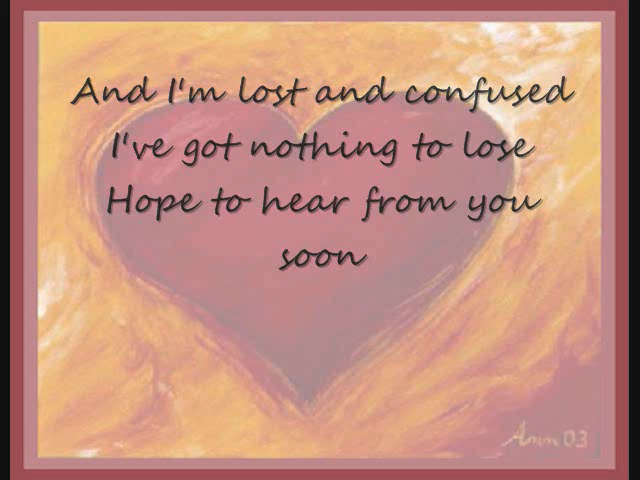 And I'm lost and confused
I've got nothing to lose
Hope to hear from you
soon
Ann 03